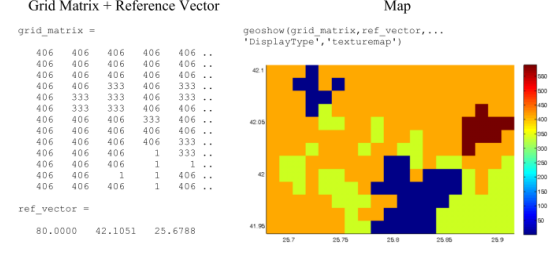 Grid Matrix + Reference Vector
Map
grid_matrix =
406 406 406 406 406 ..
406 406 406 406 406 ..
406 406 406 406 406 ..
406 406 333 406 333 ..
406 333 333 406 333 ..
406 333 333 406 406 ..
406 406 406 333 406 ..
406 406 406 406 406 ..
406 406 406 406 333 ..
406 406 406 1 333 ..
406 406 406 1 1 ..
406 406 1 1 406 ..
406 406 406 1 406 ..
ref_vector =
80.0000 42.1051 25.6788
geoshow(grid_matrix,ref_vector,...
'DisplayType','texturemap')
42.1
42.05
42
41.95
25.7 25.75 25.8 25.85 25.9
550
500
450
400
350
300
250
200
150
100
50